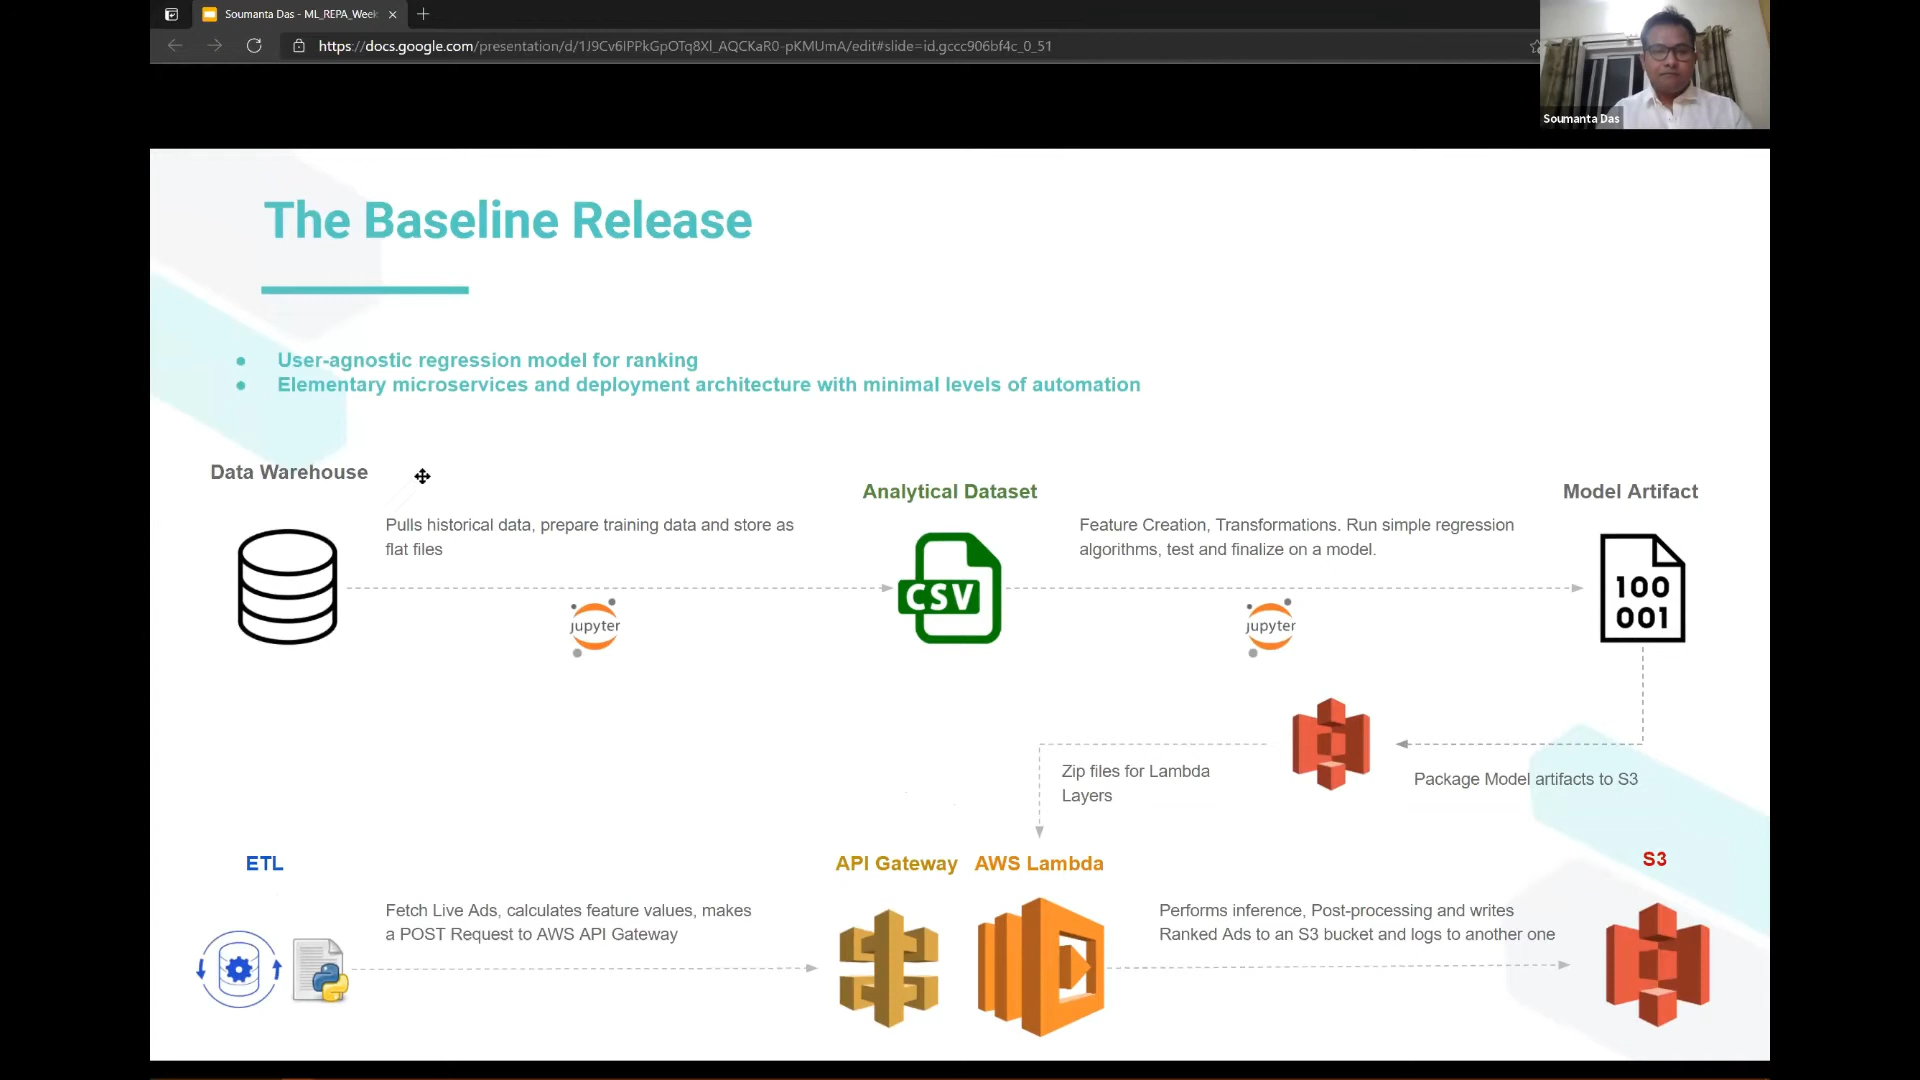 Soumanta Das - ML_REPA_Week
https://docs.google.com/presentation/d/1J9Cv6IPPkGpOTq8Xl_AQCKaR0-pKMUmA/edit#slide=id.gccc906bf4c_0_51
Soumanta Das
The Baseline Release
● User-agnostic regression model for ranking
● Elementary microservices and deployment architecture with minimal levels of automation
Data Warehouse
Analytical Dataset
Model Artifact
Pulls historical data, prepare training data and store as
flat files
Feature Creation, Transformations. Run simple regression
algorithms, test and finalize on a model.
CSV
100
001
jupyter
jupyter
Zip files for Lambda
Layers
Package Model artifacts to S3
ETL
API Gateway
AWS Lambda
S3
Fetch Live Ads, calculates feature values, makes
a POST Request to AWS API Gateway
Performs inference, Post-processing and writes
Ranked Ads to an S3 bucket and logs to another one